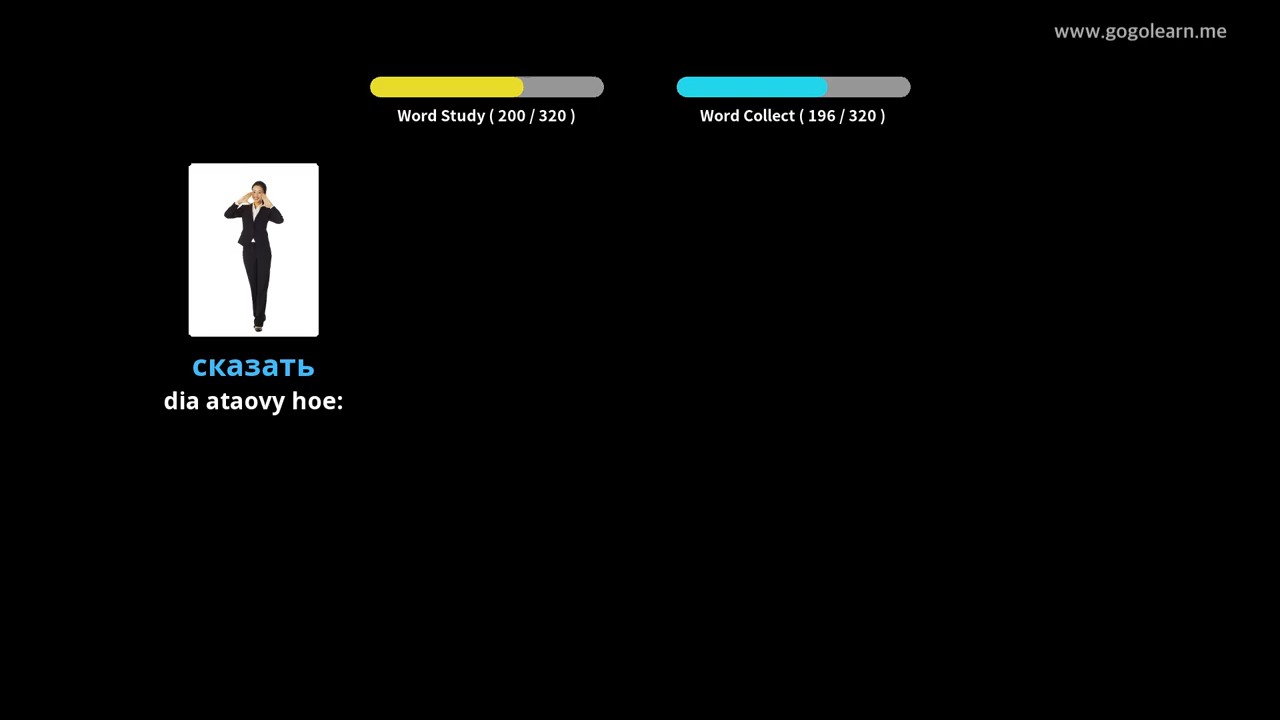 www.gogolearn.me
Word Study ( 200 / 320 )
Word Collect ( 196 / 320 )
сказать
dia ataovy hoe: